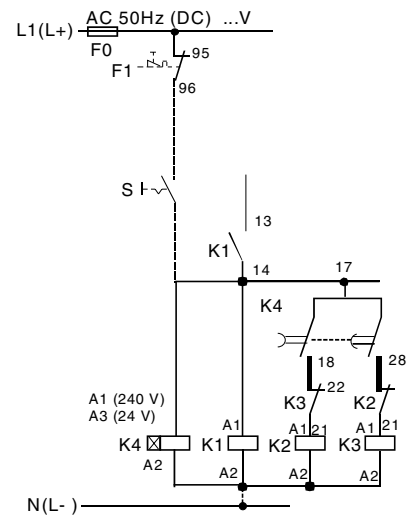 AC 50Hz (DC) ...V
L1(L+)
F0
95
F1
96
S
13
K1
14
17
K4
18
28
22
K3
K2
A1 (240 V)
A3 (24 V)
A1
A1 21
A1 21
K4
K1
K2
K3
A2
A2
A2
A2
N(L-)